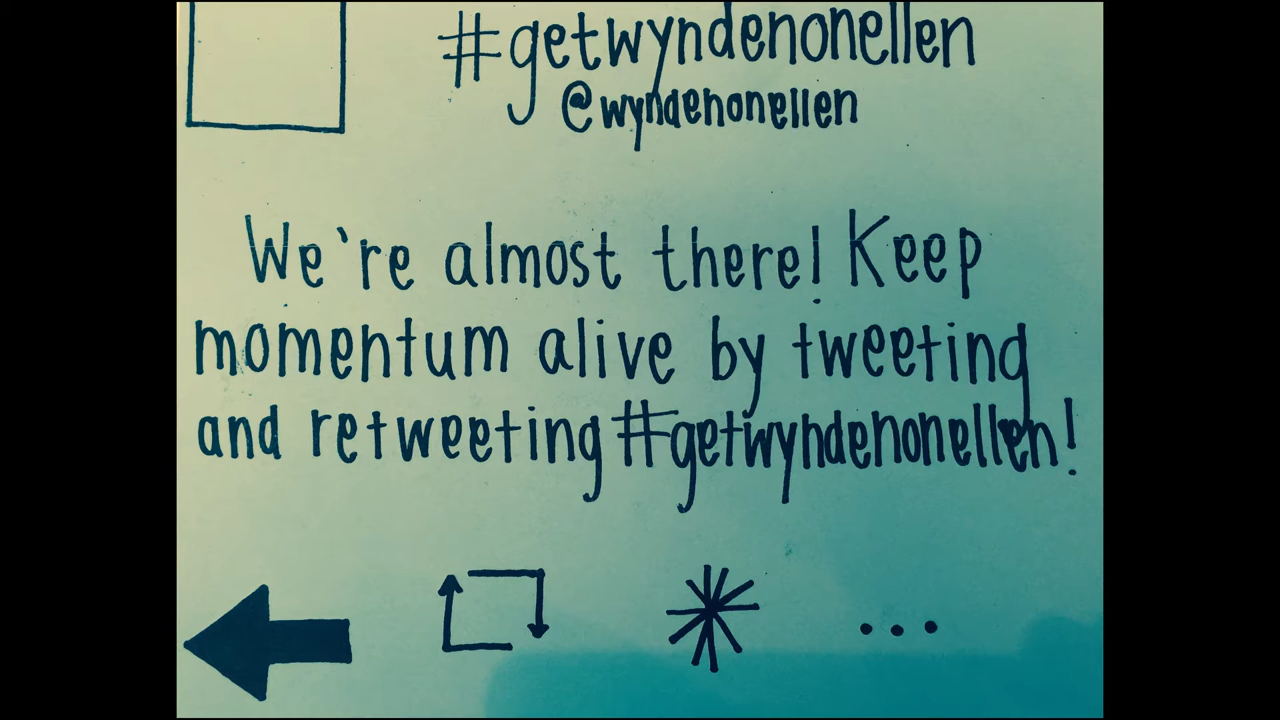 #getwyndenonellen
@wyndenonellen
We're almost there! Keep
momentum alive by tweeting
and retweeting #getwyndenonellen!
...